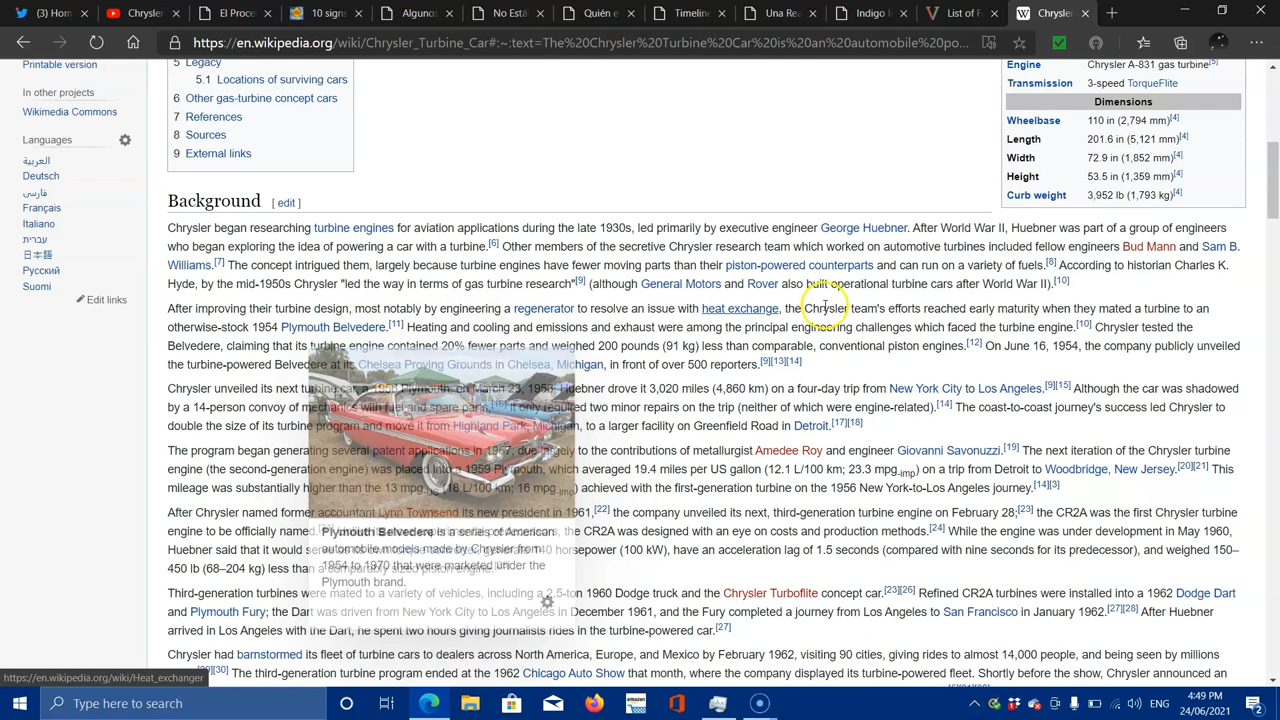 (3) Hom
Chrysler
El Proce
10 signs
Algunos
No Está
Quién e
Timeline
Una Rec
Indigo l
List of F
Chrysler
https://en.wikipedia.org/wiki/Chrysler_Turbine_Car#:~:text=The%20Chrysler%20Turbine%20Car%20is%20an%20automobile%20po...
Printable version
In other projects
Wikimedia Commons
Languages
العربية
Deutsch
فارسی
Français
Italiano
עברית
日本語
Русский
Suomi
Edit links
5 Legacy
5.1 Locations of surviving cars
6 Other gas-turbine concept cars
7 References
8 Sources
9 External links
Engine Chrysler A-831 gas turbine[5]
Transmission 3-speed TorqueFlite
Dimensions
Wheelbase 110 in (2,794 mm)[4]
Length 201.6 in (5,121 mm)[4]
Width 72.9 in (1,852 mm)[4]
Height 53.5 in (1,359 mm)[4]
Curb weight 3,952 lb (1,793 kg)[4]
Background [ edit ]
Chrysler began researching turbine engines for aviation applications during the late 1930s, led primarily by executive engineer George Huebner. After World War II, Huebner was part of a group of engineers
who began exploring the idea of powering a car with a turbine.[6] Other members of the secretive Chrysler research team which worked on automotive turbines included fellow engineers Bud Mann and Sam B.
Williams.[7] The concept intrigued them, largely because turbine engines have fewer moving parts than their piston-powered counterparts and can run on a variety of fuels.[8] According to historian Charles K.
Hyde, by the mid-1950s Chrysler "led the way in terms of gas turbine research"[9] (although General Motors and Rover also built operational turbine cars after World War II).[10]
After improving their turbine design, most notably by engineering a regenerator to resolve an issue with heat exchange, the Chrysler team's efforts reached early maturity when they mated a turbine to an
otherwise-stock 1954 Plymouth Belvedere.[11] Heating and cooling and emissions and exhaust were among the principal engineering challenges which faced the turbine engine.[10] Chrysler tested the
Belvedere, claiming that its turbine engine contained 20% fewer parts and weighed 200 pounds (91 kg) less than comparable, conventional piston engines.[12] On June 16, 1954, the company publicly unveiled
the turbine-powered Belvedere at its Chelsea Proving Grounds in Chelsea, Michigan, in front of over 500 reporters.[9][13][14]
Chrysler unveiled its next turbine car, a 1956 Plymouth, on March 23, 1956. Huebner drove it 3,020 miles (4,860 km) on a four-day trip from New York City to Los Angeles.[9][15] Although the car was shadowed
by a 14-person convoy of mechanics with fuel and spare parts,[16] it only required two minor repairs on the trip (neither of which were engine-related).[14] The coast-to-coast journey's success led Chrysler to
double the size of its turbine program and move it from Highland Park, Michigan, to a larger facility on Greenfield Road in Detroit.[17][18]
The program began generating several patent applications in 1957, due largely to the contributions of metallurgist Amedee Roy and engineer Giovanni Savonuzzi.[19] The next iteration of the Chrysler turbine
engine (the second-generation engine) was placed into a 1959 Plymouth, which averaged 19.4 miles per US gallon (12.1 L/100 km; 23.3 mpg-imp) on a trip from Detroit to Woodbridge, New Jersey.[20][21] This
mileage was substantially higher than the 13 mpg-US (18 L/100 km; 16 mpg-imp) achieved with the first-generation turbine on the 1956 New York-to-Los Angeles journey.[14][3]
After Chrysler named former accountant Lynn Townsend its new president in 1961,[22] the company unveiled its next, third-generation turbine engine on February 28;[23] the CR2A was the first Chrysler turbine
engine to be officially named. the CR2A was designed with an eye on costs and production methods.[24] While the engine was under development in May 1960,
Huebner said that it would 140 horsepower (100 kW), have an acceleration lag of 1.5 seconds (compared with nine seconds for its predecessor), and weighed 150–
450 lb (68–204 kg) less than a comparably sized piston engine.
Plymouth Belvedere is a series of American
automobile models made by Chrysler from
1954 to 1970 that were marketed under the
Plymouth brand.
Third-generation turbines were mated to a variety of vehicles, including a 2.5-ton 1960 Dodge truck and the Chrysler Turboflite concept car.[23][26] Refined CR2A turbines were installed into a 1962 Dodge Dart
and Plymouth Fury; the Dart was driven from New York City to Los Angeles in December 1961, and the Fury completed a journey from Los Angeles to San Francisco in January 1962.[27][28] After Huebner
arrived in Los Angeles with the Dart, he spent two hours giving journalists rides in the turbine-powered car.[27]
Chrysler had barnstormed its fleet of turbine cars to dealers across North America, Europe, and Mexico by February 1962, visiting 90 cities, giving rides to almost 14,000 people, and being seen by millions
[30] The third-generation turbine program ended at the 1962 Chicago Auto Show that month, where the company displayed its turbine-powered fleet. Shortly before the show, Chrysler announced an
https://en.wikipedia.org/wiki/Heat_exchanger
Type here to search
ENG
4:49 PM
24/06/2021
2